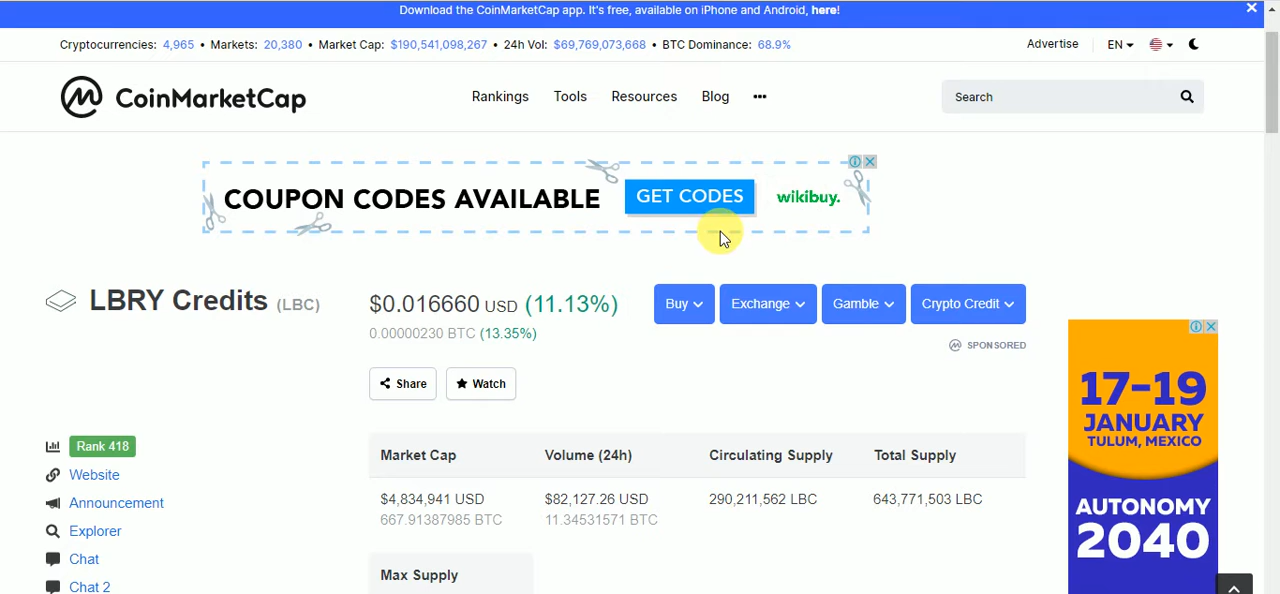 Download the CoinMarketCap app. It's free, available on iPhone and Android, here!
Cryptocurrencies: 4,965 • Markets: 20,380 • Market Cap: $190,541,098,267 • 24h Vol: $69,769,073,668 • BTC Dominance: 68.9%
Advertise EN
CoinMarketCap
Rankings Tools Resources Blog •••
Search
COUPON CODES AVAILABLE GET CODES wikibuy.
LBRY Credits (LBC)
$0.016660 USD (11.13%)
0.00000230 BTC (13.35%)
Buy Exchange Gamble Crypto Credit
SPONSORED
Share Watch
Rank 418
Website
Announcement
Explorer
Chat
Chat 2
Market Cap Volume (24h) Circulating Supply Total Supply
$4,834,941 USD $82,127.26 USD 290,211,562 LBC 643,771,503 LBC
667.91387985 BTC 11.34531571 BTC
Max Supply
17-19
JANUARY
TULUM, MEXICO
AUTONOMY
2040